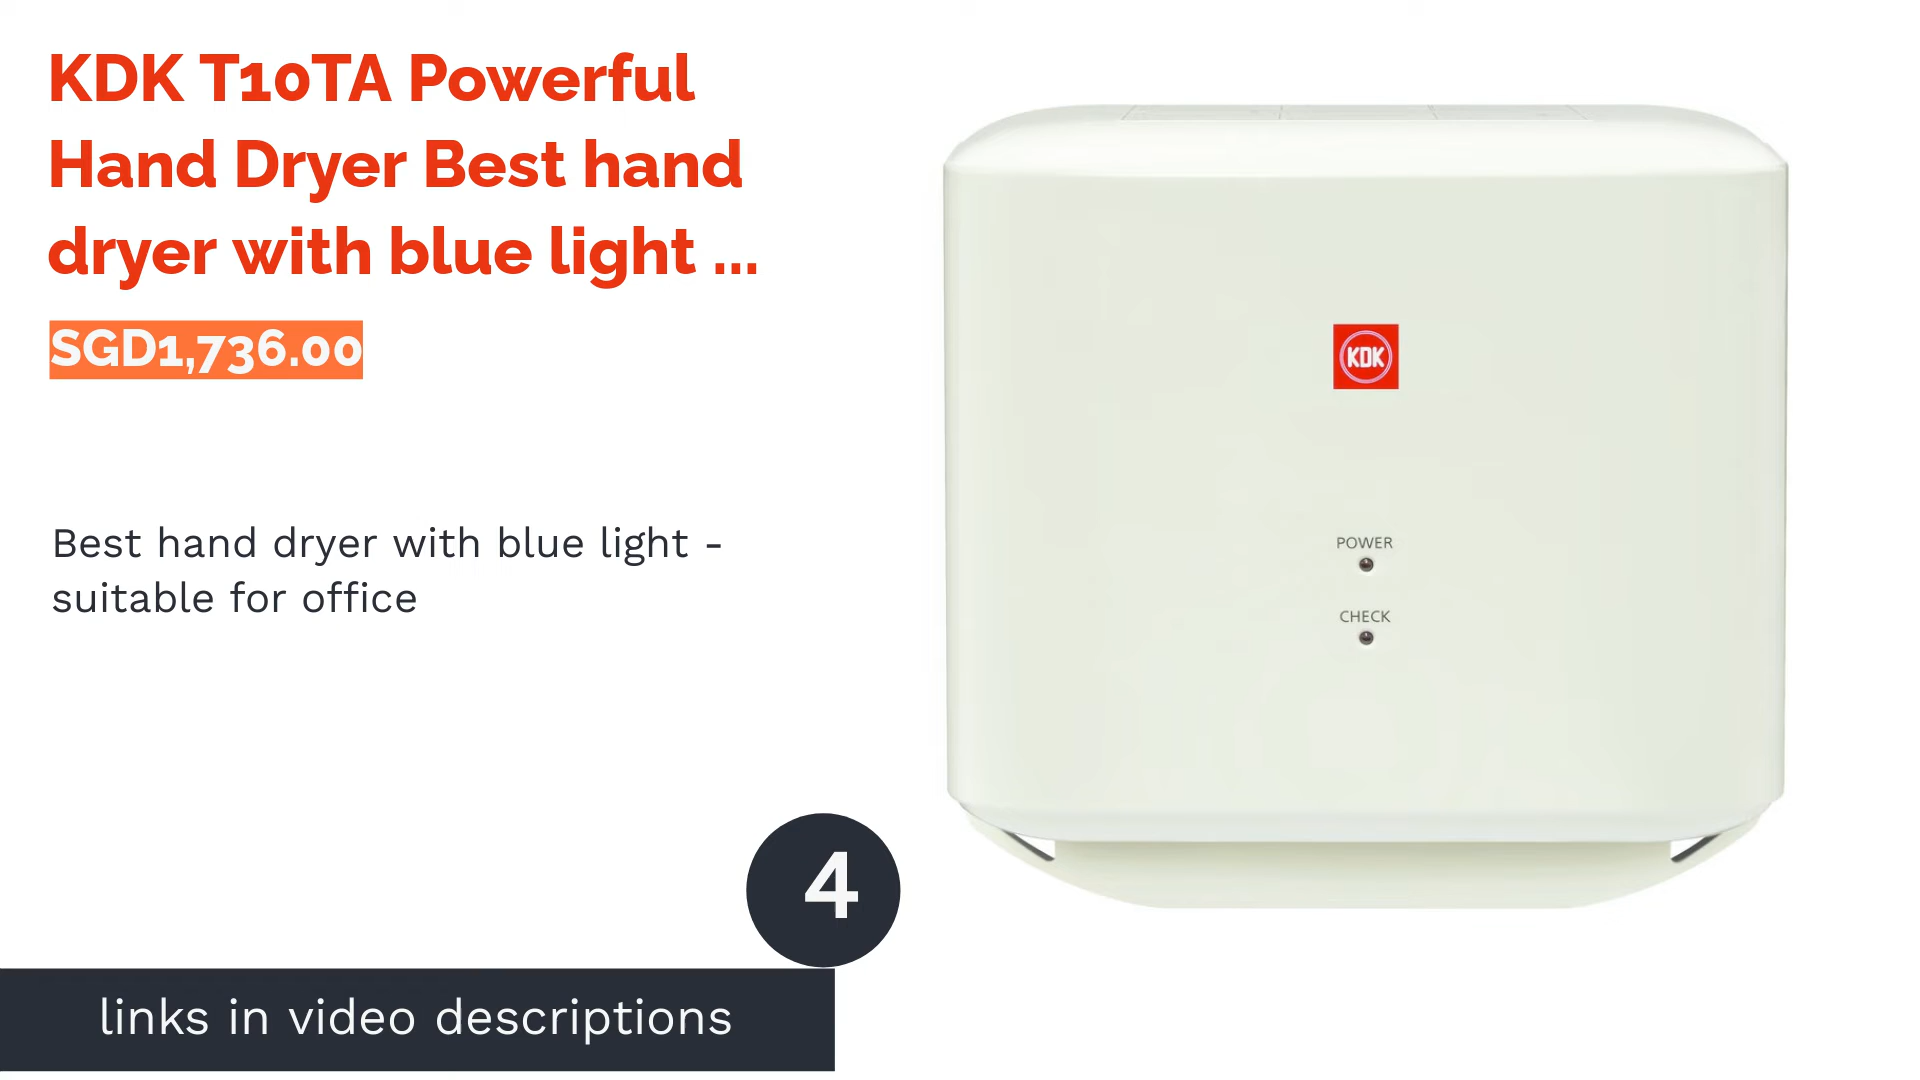 KDK T10TA Powerful
Hand Dryer Best hand
dryer with blue light ...
SGD1,736.00
Best hand dryer with blue light -
suitable for office
4
links in video descriptions
KDK
POWER
CHECK